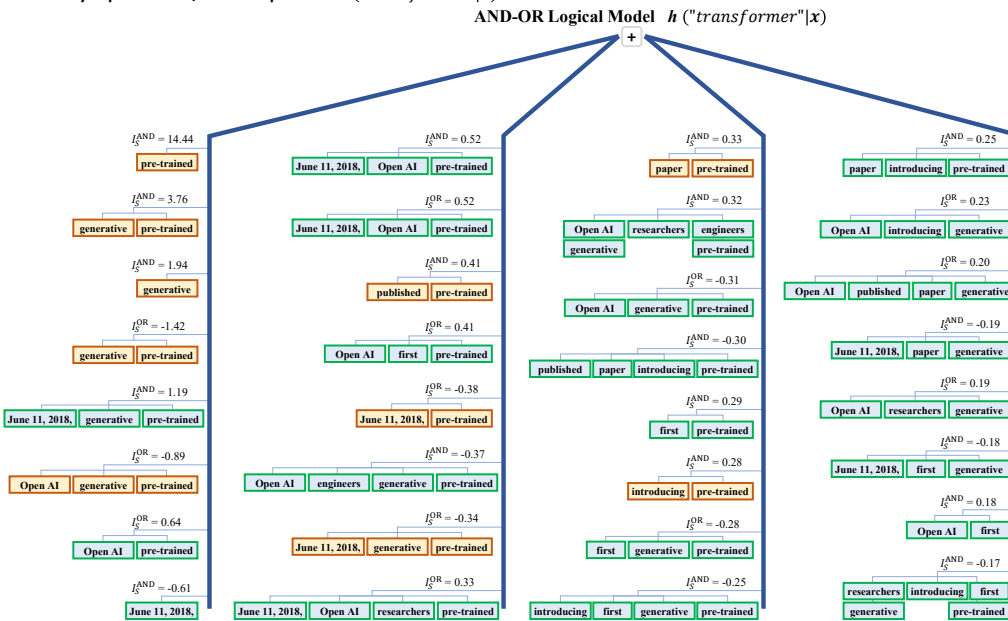 AND-OR Logical Model h ("transformer"|x)
+
I_S^AND = 14.44
pre-trained
I_S^AND = 3.76
generative pre-trained
I_S^AND = 1.94
generative
I_S^OR = -1.42
generative pre-trained
I_S^AND = 1.19
June 11, 2018, generative pre-trained
I_S^OR = -0.89
Open AI generative pre-trained
I_S^OR = 0.64
Open AI pre-trained
I_S^AND = -0.61
June 11, 2018,
I_S^AND = 0.52
June 11, 2018, Open AI pre-trained
I_S^OR = 0.52
June 11, 2018, Open AI pre-trained
I_S^AND = 0.41
published pre-trained
I_S^OR = 0.41
Open AI first pre-trained
I_S^OR = -0.38
June 11, 2018, pre-trained
I_S^AND = -0.37
Open AI engineers generative pre-trained
I_S^OR = -0.34
June 11, 2018, generative pre-trained
I_S^OR = 0.33
June 11, 2018, Open AI researchers pre-trained
I_S^AND = 0.33
paper pre-trained
I_S^AND = 0.32
Open AI researchers engineers
generative pre-trained
I_S^OR = -0.31
Open AI generative pre-trained
I_S^AND = -0.30
published paper introducing pre-trained
I_S^AND = 0.29
first pre-trained
I_S^AND = 0.28
introducing pre-trained
I_S^OR = -0.28
first generative pre-trained
I_S^AND = -0.25
introducing first generative pre-trained
I_S^AND = 0.25
paper introducing pre-trained
I_S^OR = 0.23
Open AI introducing generative
I_S^OR = 0.20
Open AI published paper generative
I_S^AND = -0.19
June 11, 2018, paper generative
I_S^OR = 0.19
Open AI researchers generative
I_S^AND = -0.18
June 11, 2018, first generative
I_S^AND = 0.18
Open AI first
I_S^AND = -0.17
researchers introducing first
generative pre-trained